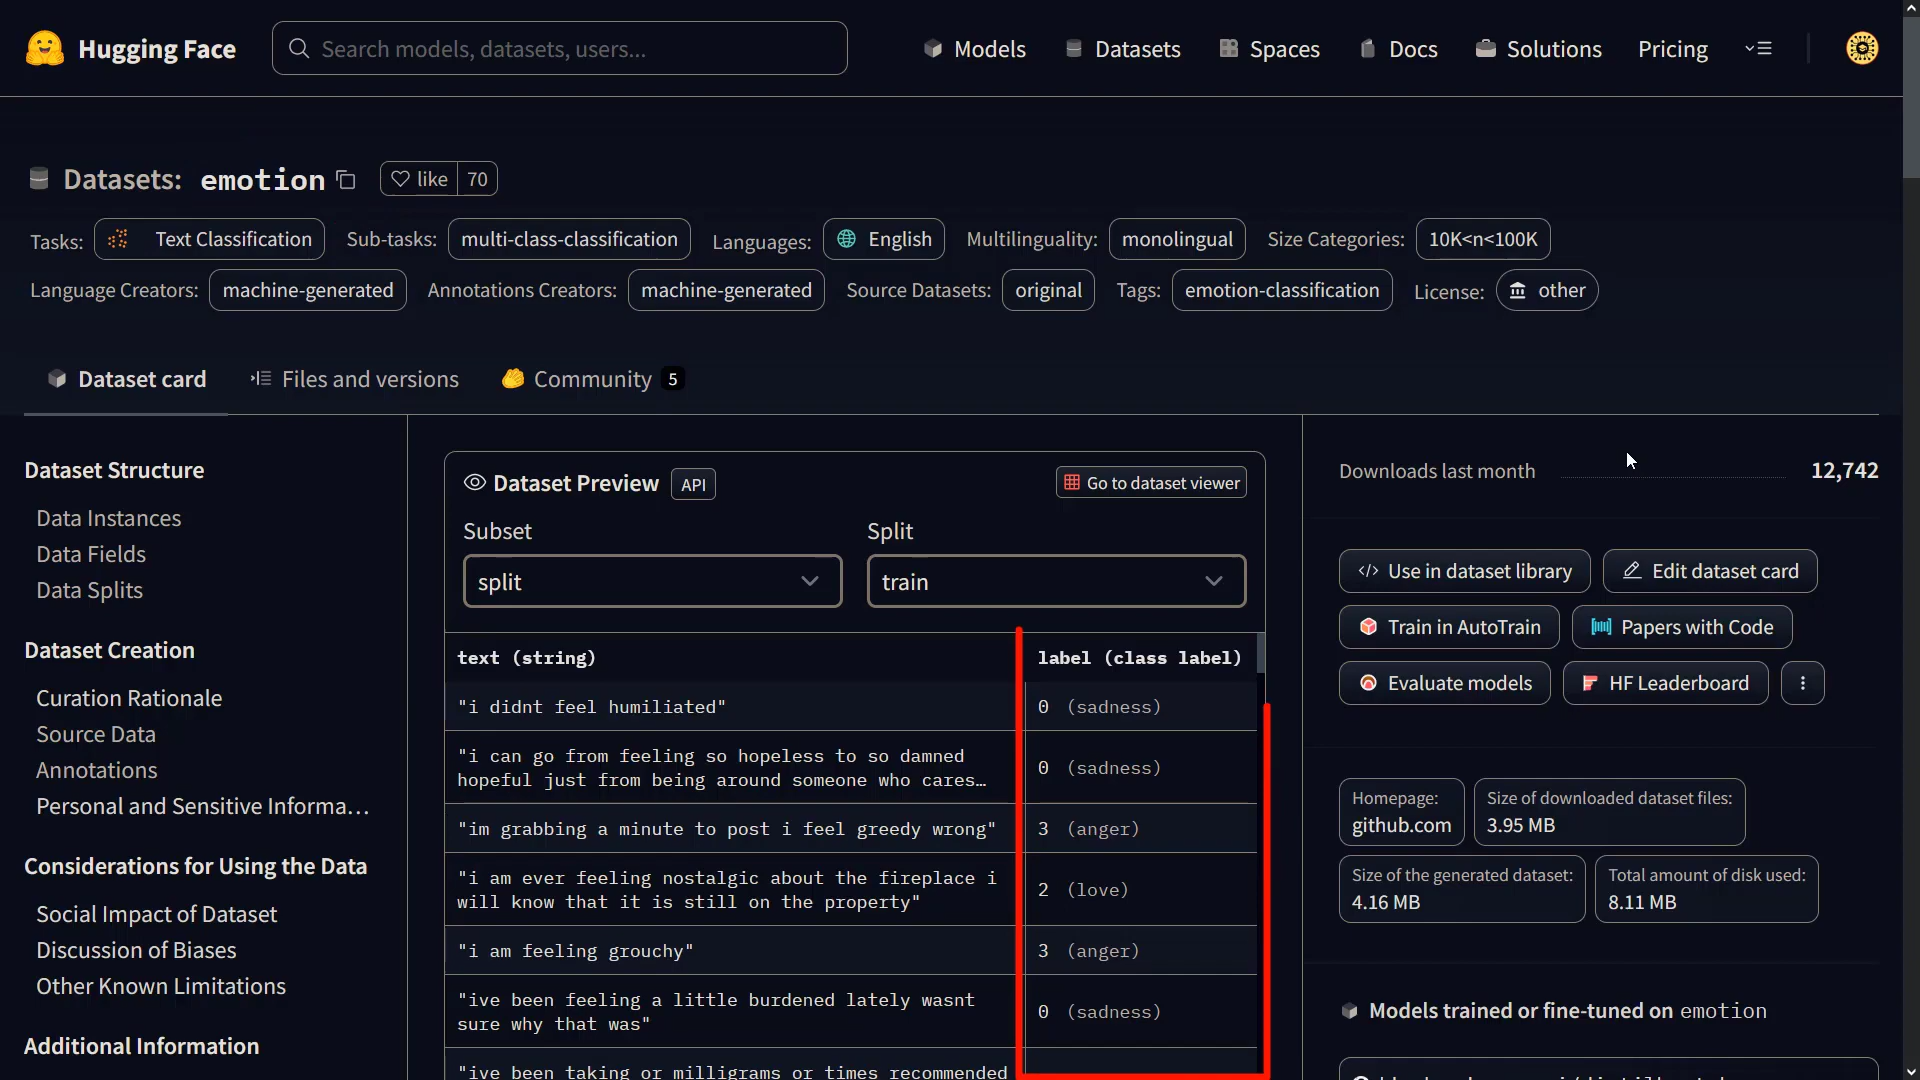 Hugging Face
Search models, datasets, users...
Models
Datasets
Spaces
Docs
Solutions
Pricing
Datasets: emotion
like 70
Tasks: Text Classification Sub-tasks: multi-class-classification Languages: English Multilinguality: monolingual Size Categories: 10K<n<100K
Language Creators: machine-generated Annotations Creators: machine-generated Source Datasets: original Tags: emotion-classification License: other
Dataset card
Files and versions
Community 5
Dataset Structure
Data Instances
Data Fields
Data Splits
Dataset Creation
Curation Rationale
Source Data
Annotations
Personal and Sensitive Informa...
Considerations for Using the Data
Social Impact of Dataset
Discussion of Biases
Other Known Limitations
Additional Information
Dataset Preview API
Go to dataset viewer
Subset
split
Split
train
text (string) label (class label)
"i didnt feel humiliated" 0 (sadness)
"i can go from feeling so hopeless to so damned
hopeful just from being around someone who cares… 0 (sadness)
"im grabbing a minute to post i feel greedy wrong" 3 (anger)
"i am ever feeling nostalgic about the fireplace i
will know that it is still on the property" 2 (love)
"i am feeling grouchy" 3 (anger)
"ive been feeling a little burdened lately wasnt
sure why that was" 0 (sadness)
"ive been taking or milligrams or times recommended
Downloads last month 12,742
</> Use in dataset library
Edit dataset card
Train in AutoTrain
Papers with Code
Evaluate models
HF Leaderboard
Homepage:
github.com
Size of downloaded dataset files:
3.95 MB
Size of the generated dataset:
4.16 MB
Total amount of disk used:
8.11 MB
Models trained or fine-tuned on emotion